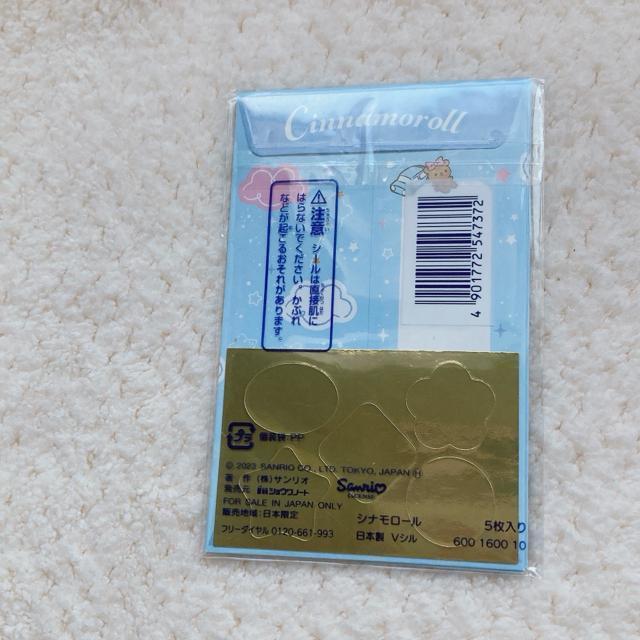 Cinnamoroll
⚠注意 シールは直接肌に
はらないでください。かぶれ
などが起こるおそれがあります。
4 901772 547372
プラ 個装袋:PP
© 2023 SANRIO CO., LTD. TOKYO, JAPAN Ⓗ
著 作 (株)サンリオ
発売元 ショウワノート
FOR SALE IN JAPAN ONLY
販売地域:日本限定
フリーダイヤル 0120-661-993
Sanrio
LICENSE
シナモロール 5枚入り
日本製 Vシル 600 1600 10